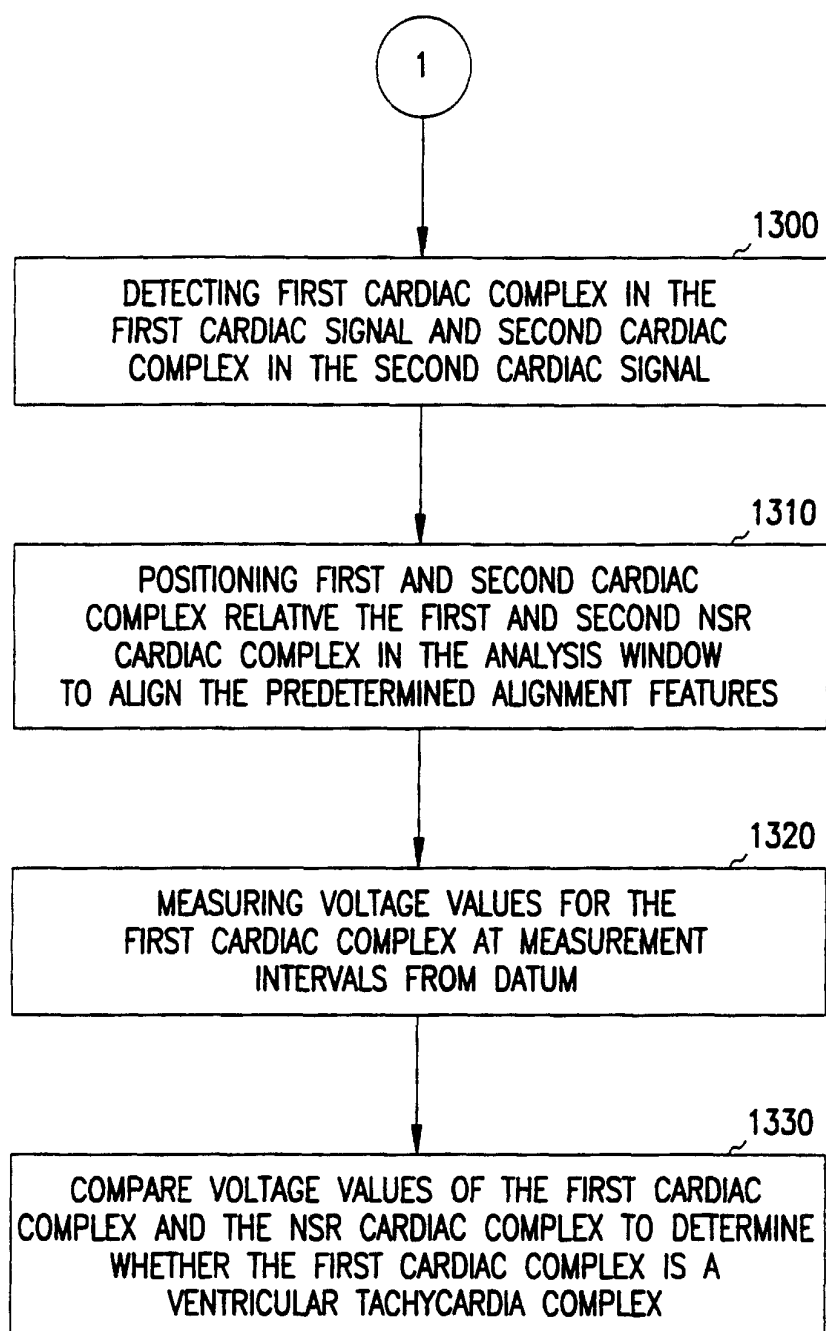 1
1300
DETECTING FIRST CARDIAC COMPLEX IN THE
FIRST CARDIAC SIGNAL AND SECOND CARDIAC
COMPLEX IN THE SECOND CARDIAC SIGNAL
1310
POSITIONING FIRST AND SECOND CARDIAC
COMPLEX RELATIVE THE FIRST AND SECOND NSR
CARDIAC COMPLEX IN THE ANALYSIS WINDOW
TO ALIGN THE PREDETERMINED ALIGNMENT FEATURES
1320
MEASURING VOLTAGE VALUES FOR THE
FIRST CARDIAC COMPLEX AT MEASUREMENT
INTERVALS FROM DATUM
1330
COMPARE VOLTAGE VALUES OF THE FIRST CARDIAC
COMPLEX AND THE NSR CARDIAC COMPLEX TO DETERMINE
WHETHER THE FIRST CARDIAC COMPLEX IS A
VENTRICULAR TACHYCARDIA COMPLEX